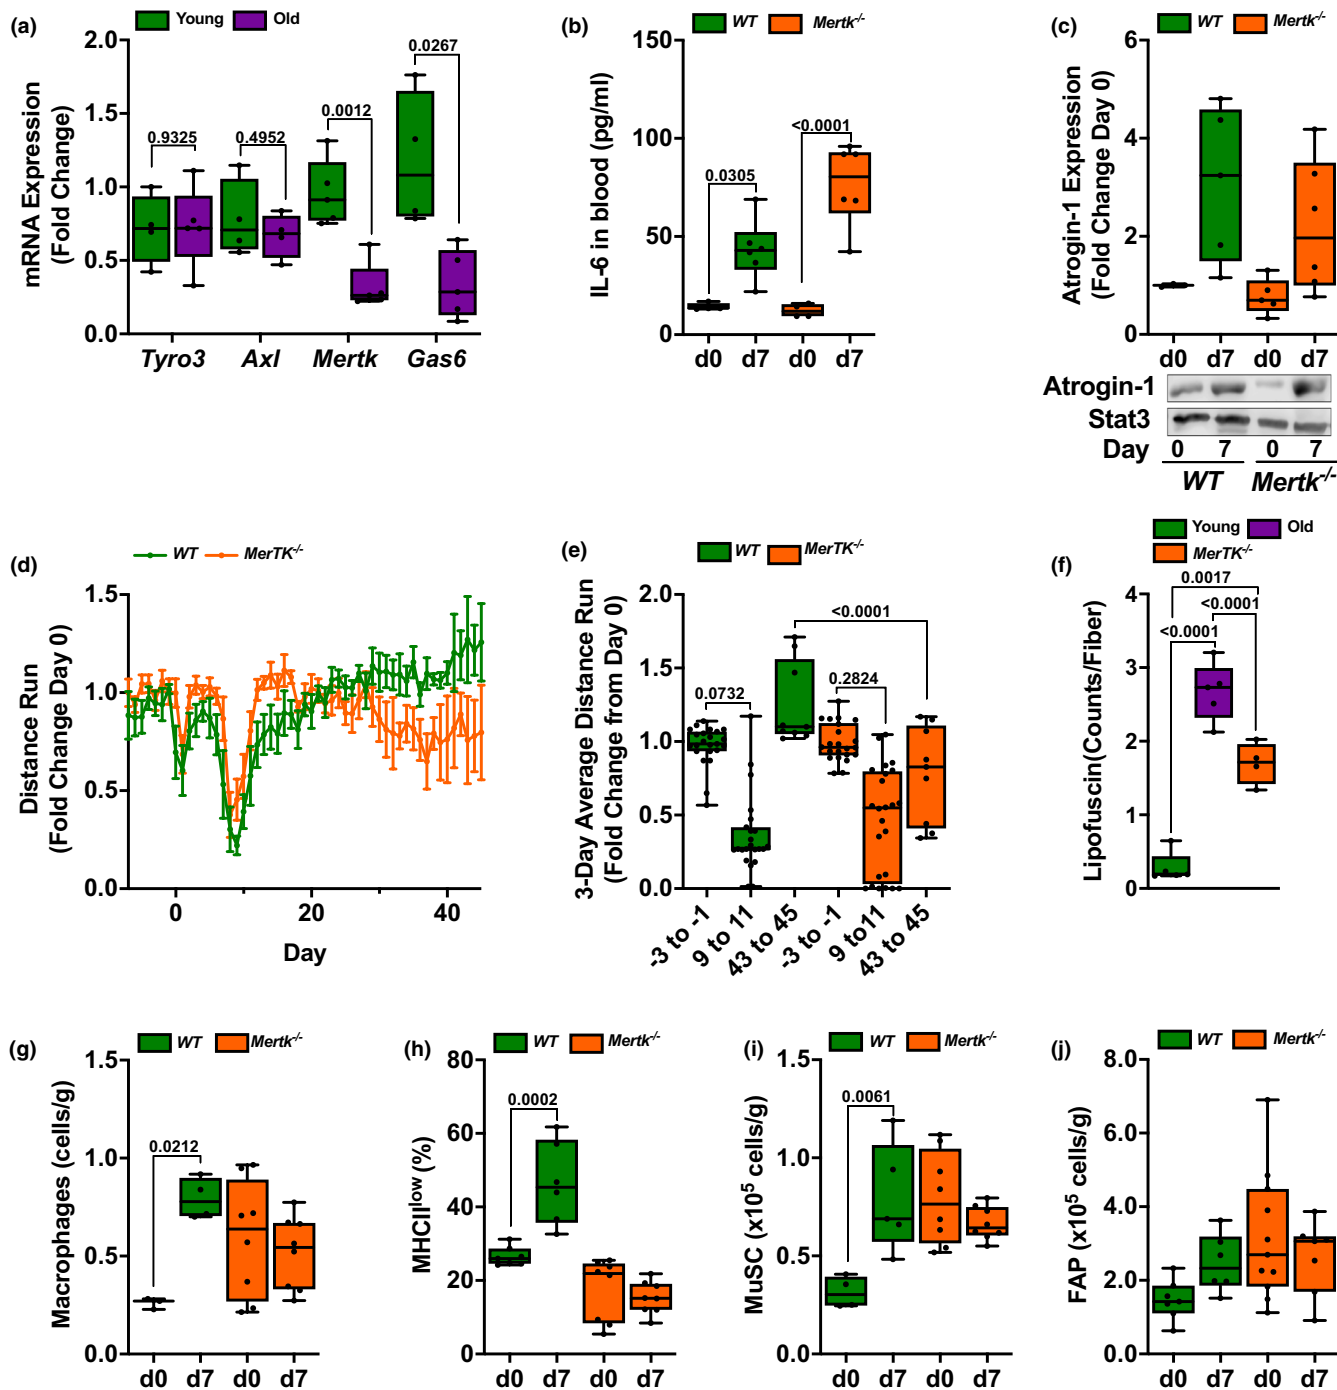 (a)
Young Old
mRNA Expression
(Fold Change)
2.0
1.5
1.0
0.5
0.0
0.9325
0.4952
0.0012
0.0267
Tyro3 Axl Mertk Gas6
(b)
WT Mertk-/-
IL-6 in blood (pg/ml)
150
100
50
0
0.0305
<0.0001
d0 d7 d0 d7
(c)
WT Mertk-/-
Atrogin-1 Expression
(Fold Change Day 0)
6
4
2
0
d0 d7 d0 d7
Atrogin-1
Stat3
Day 0 7 0 7
WT Mertk-/-
(d)
WT MerTK-/-
Distance Run
(Fold Change Day 0)
1.5
1.0
0.5
0.0
0 20 40
Day
(e)
WT MerTK-/-
3-Day Average Distance Run
(Fold Change from Day 0)
2.0
1.5
1.0
0.5
0.0
0.0732
<0.0001
0.2824
-3 to -1 9 to 11 43 to 45 -3 to -1 9 to11 43 to 45
(f)
Young Old
MerTK-/-
Lipofuscin(Counts/Fiber)
4
3
2
1
0
0.0017
<0.0001
<0.0001
(g)
WT Mertk-/-
Macrophages (cells/g)
1.5
1.0
0.5
0.0
0.0212
d0 d7 d0 d7
(h)
WT Mertk-/-
MHCIIlow (%)
80
60
40
20
0
0.0002
d0 d7 d0 d7
(i)
WT Mertk-/-
MuSC (x10⁵ cells/g)
1.5
1.0
0.5
0.0
0.0061
d0 d7 d0 d7
(j)
WT Mertk-/-
FAP (x10⁵ cells/g)
8.0
6.0
4.0
2.0
0.0
d0 d7 d0 d7